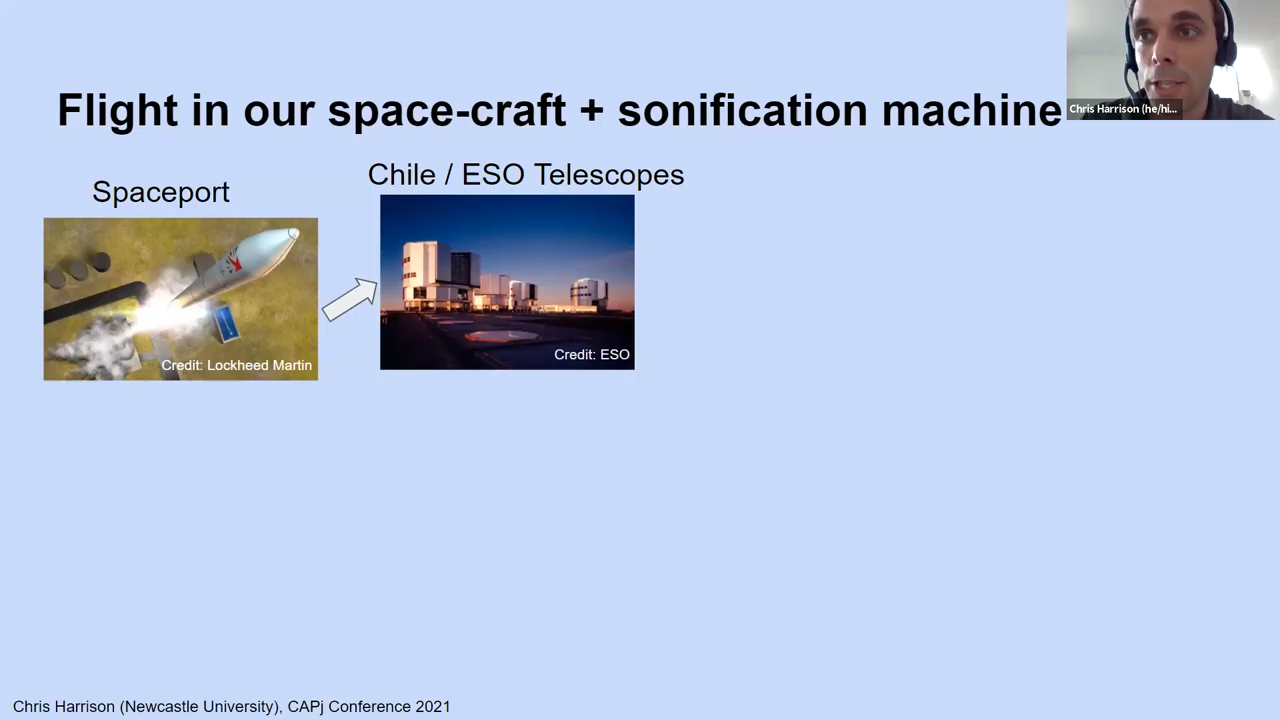 Flight in our space-craft + sonification machine
Chris Harrison (he/hi...
Spaceport
Chile / ESO Telescopes
Credit: Lockheed Martin
Credit: ESO
Chris Harrison (Newcastle University), CAPj Conference 2021